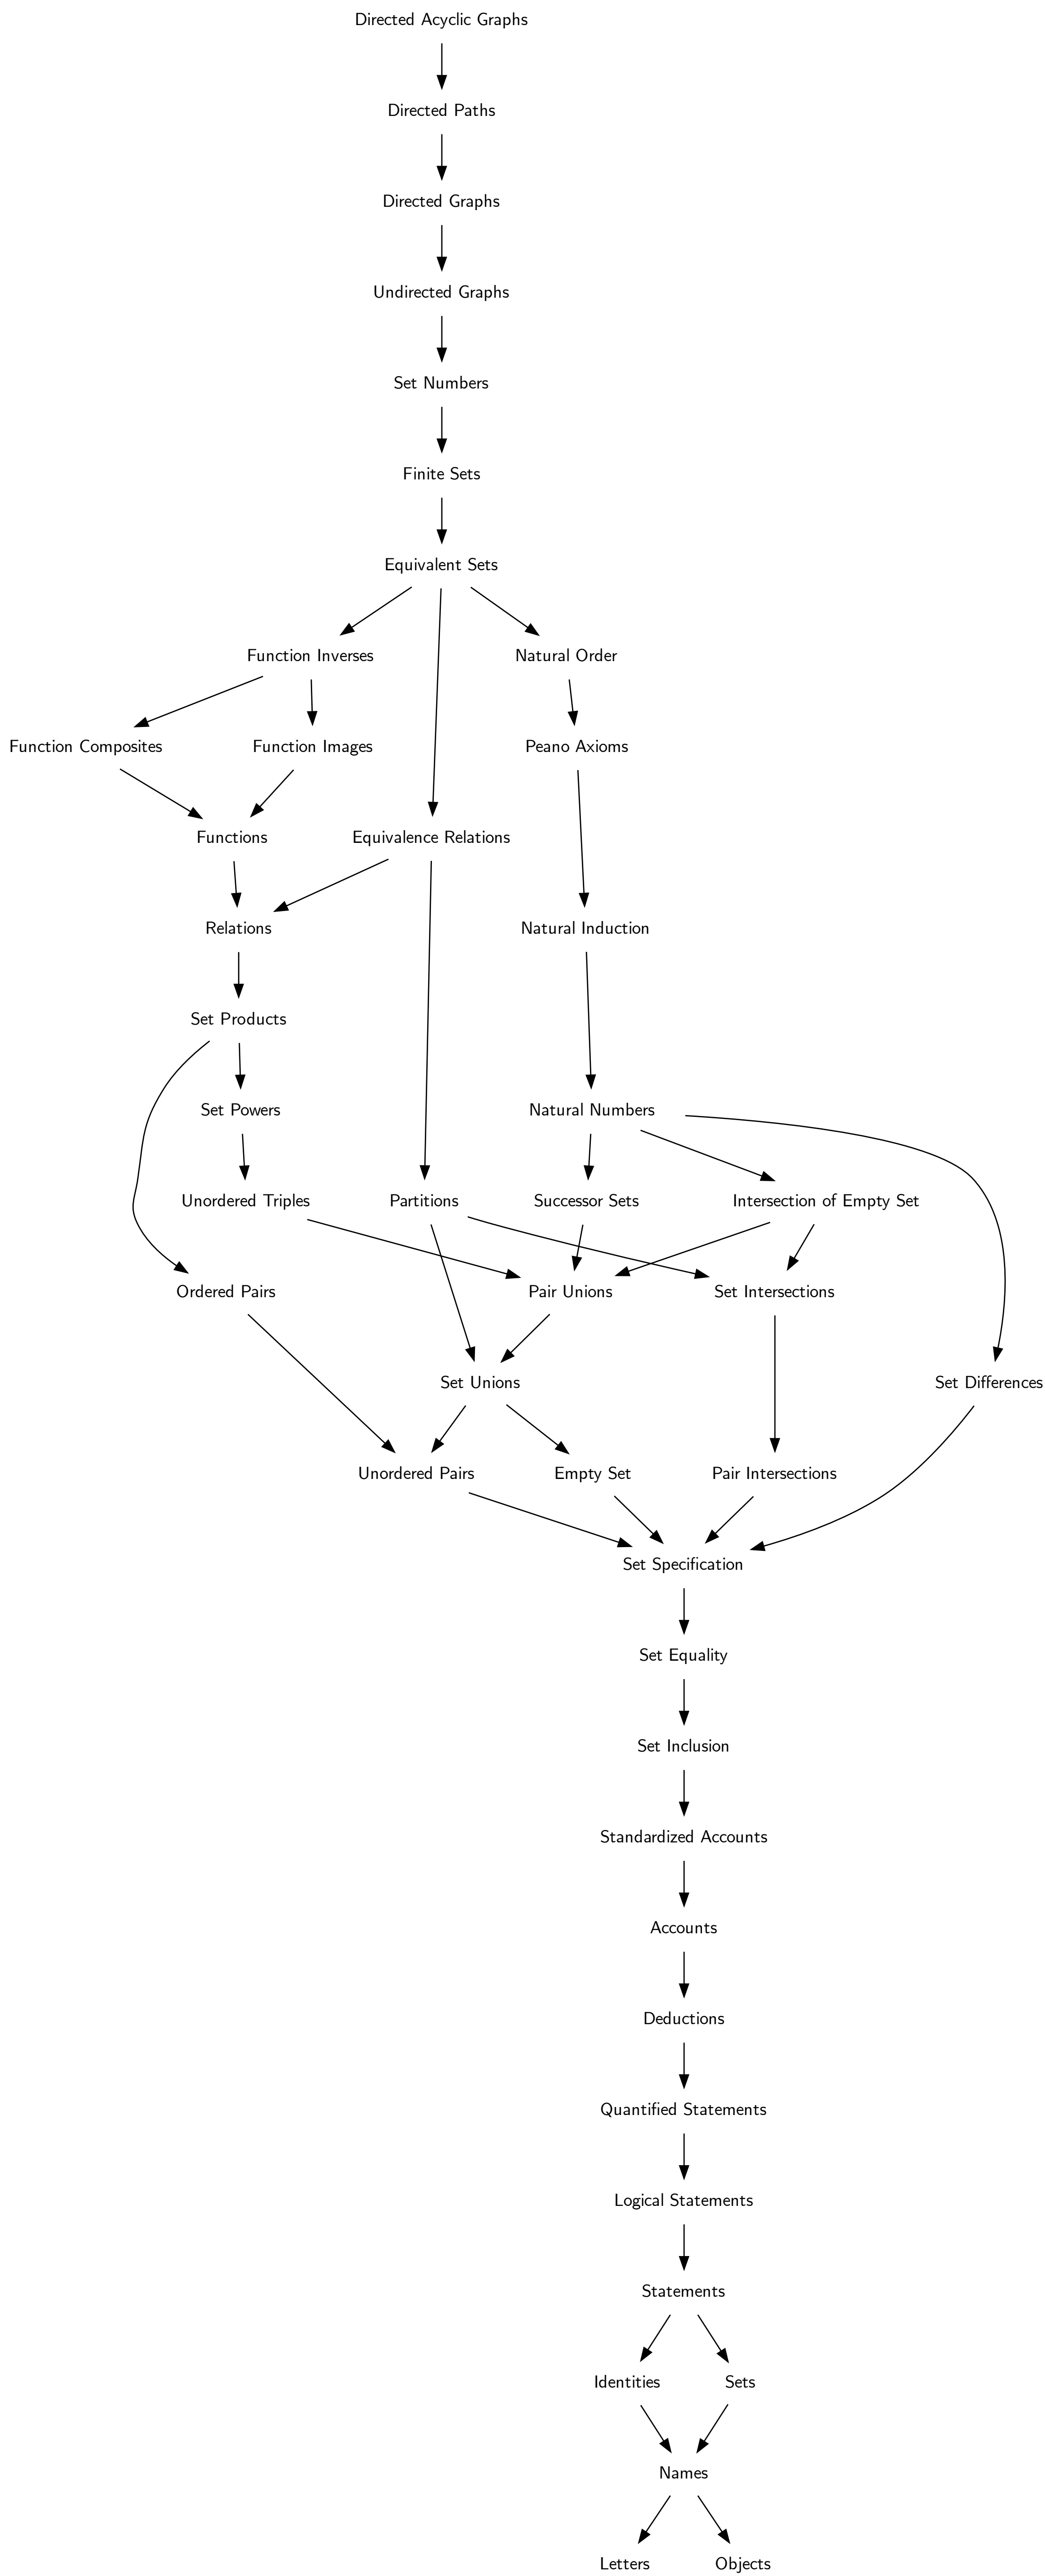 Directed Acyclic Graphs
Directed Paths
Directed Graphs
Undirected Graphs
Set Numbers
Finite Sets
Equivalent Sets
Function Inverses
Natural Order
Function Composites
Function Images
Peano Axioms
Functions
Equivalence Relations
Relations
Natural Induction
Set Products
Set Powers
Natural Numbers
Unordered Triples
Partitions
Successor Sets
Intersection of Empty Set
Ordered Pairs
Pair Unions
Set Intersections
Set Unions
Set Differences
Unordered Pairs
Empty Set
Pair Intersections
Set Specification
Set Equality
Set Inclusion
Standardized Accounts
Accounts
Deductions
Quantified Statements
Logical Statements
Statements
Identities
Sets
Names
Letters
Objects